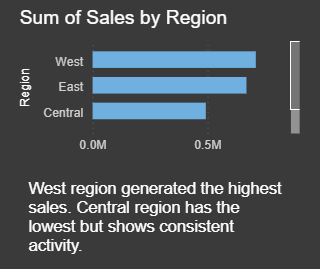 Sum of Sales by Region
Region
West
East
Central
0.0M 0.5M
West region generated the highest
sales. Central region has the
lowest but shows consistent
activity.